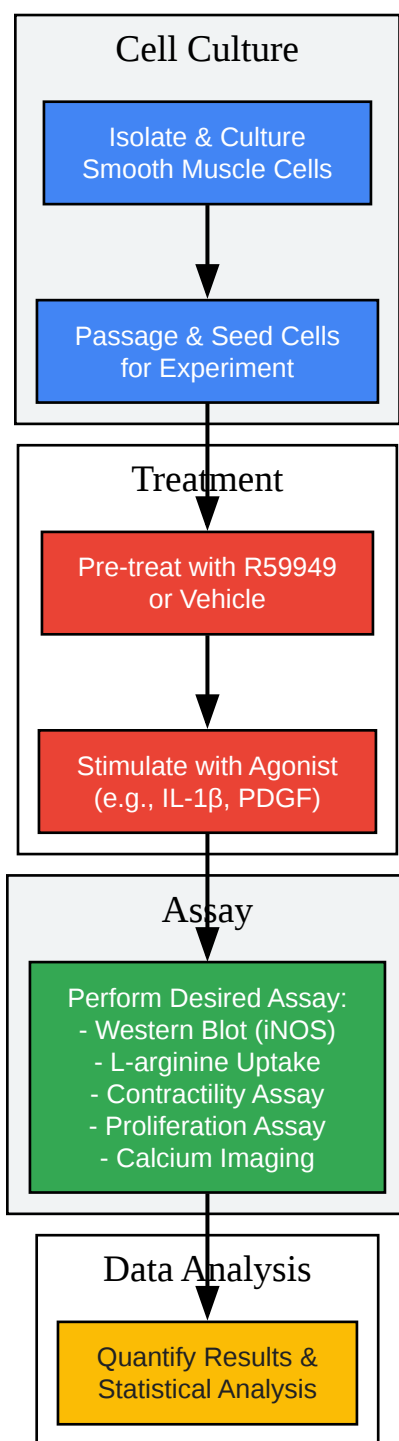 Cell Culture
Isolate & Culture
Smooth Muscle Cells
Passage & Seed Cells
for Experiment
Treatment
Pre-treat with R59949
or Vehicle
Stimulate with Agonist
(e.g., IL-1β, PDGF)
Assay
Perform Desired Assay:
- Western Blot (iNOS)
- L-arginine Uptake
- Contractility Assay
- Proliferation Assay
- Calcium Imaging
Data Analysis
Quantify Results &
Statistical Analysis